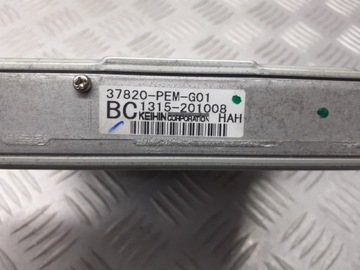 37820-PEM-G01
BC 1315-201008
KEIHIN CORPORATION HAH